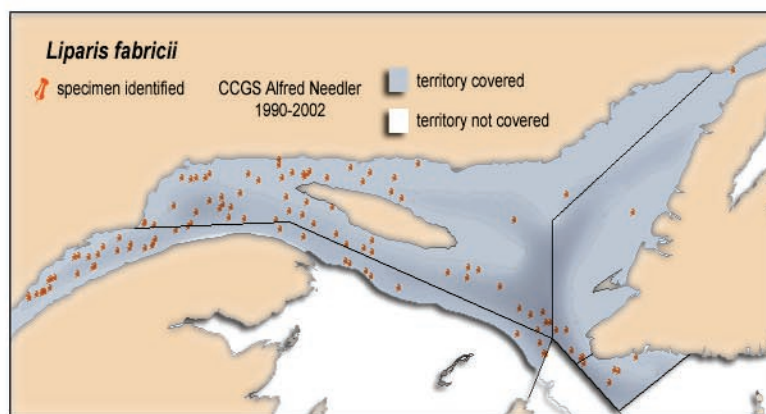 Liparis fabricii
specimen identified
CCGS Alfred Needler
1990-2002
territory covered
territory not covered